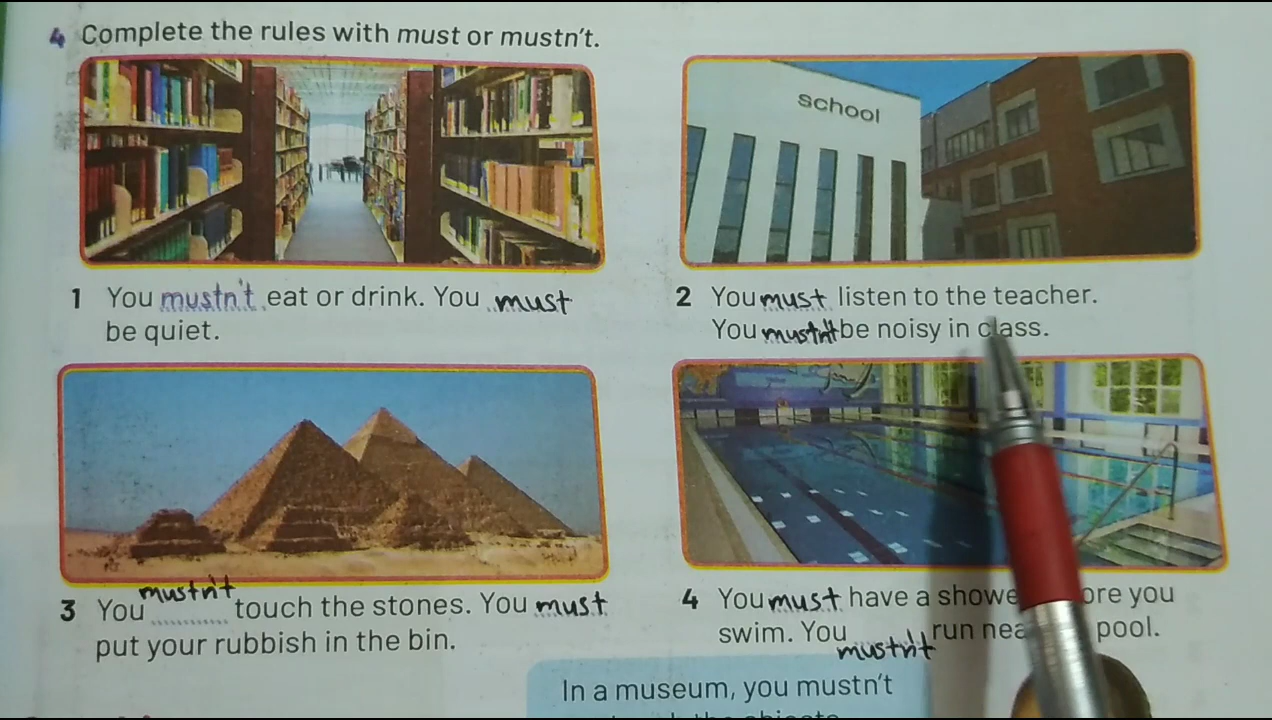 4 Complete the rules with must or mustn't.
school
1 You mustn't eat or drink. You must
be quiet.
2 You must listen to the teacher.
You mustn't be noisy in class.
3 You mustn't touch the stones. You must
put your rubbish in the bin.
4 You must have a showe ore you
swim. You mustn't run nea pool.
In a museum, you mustn't